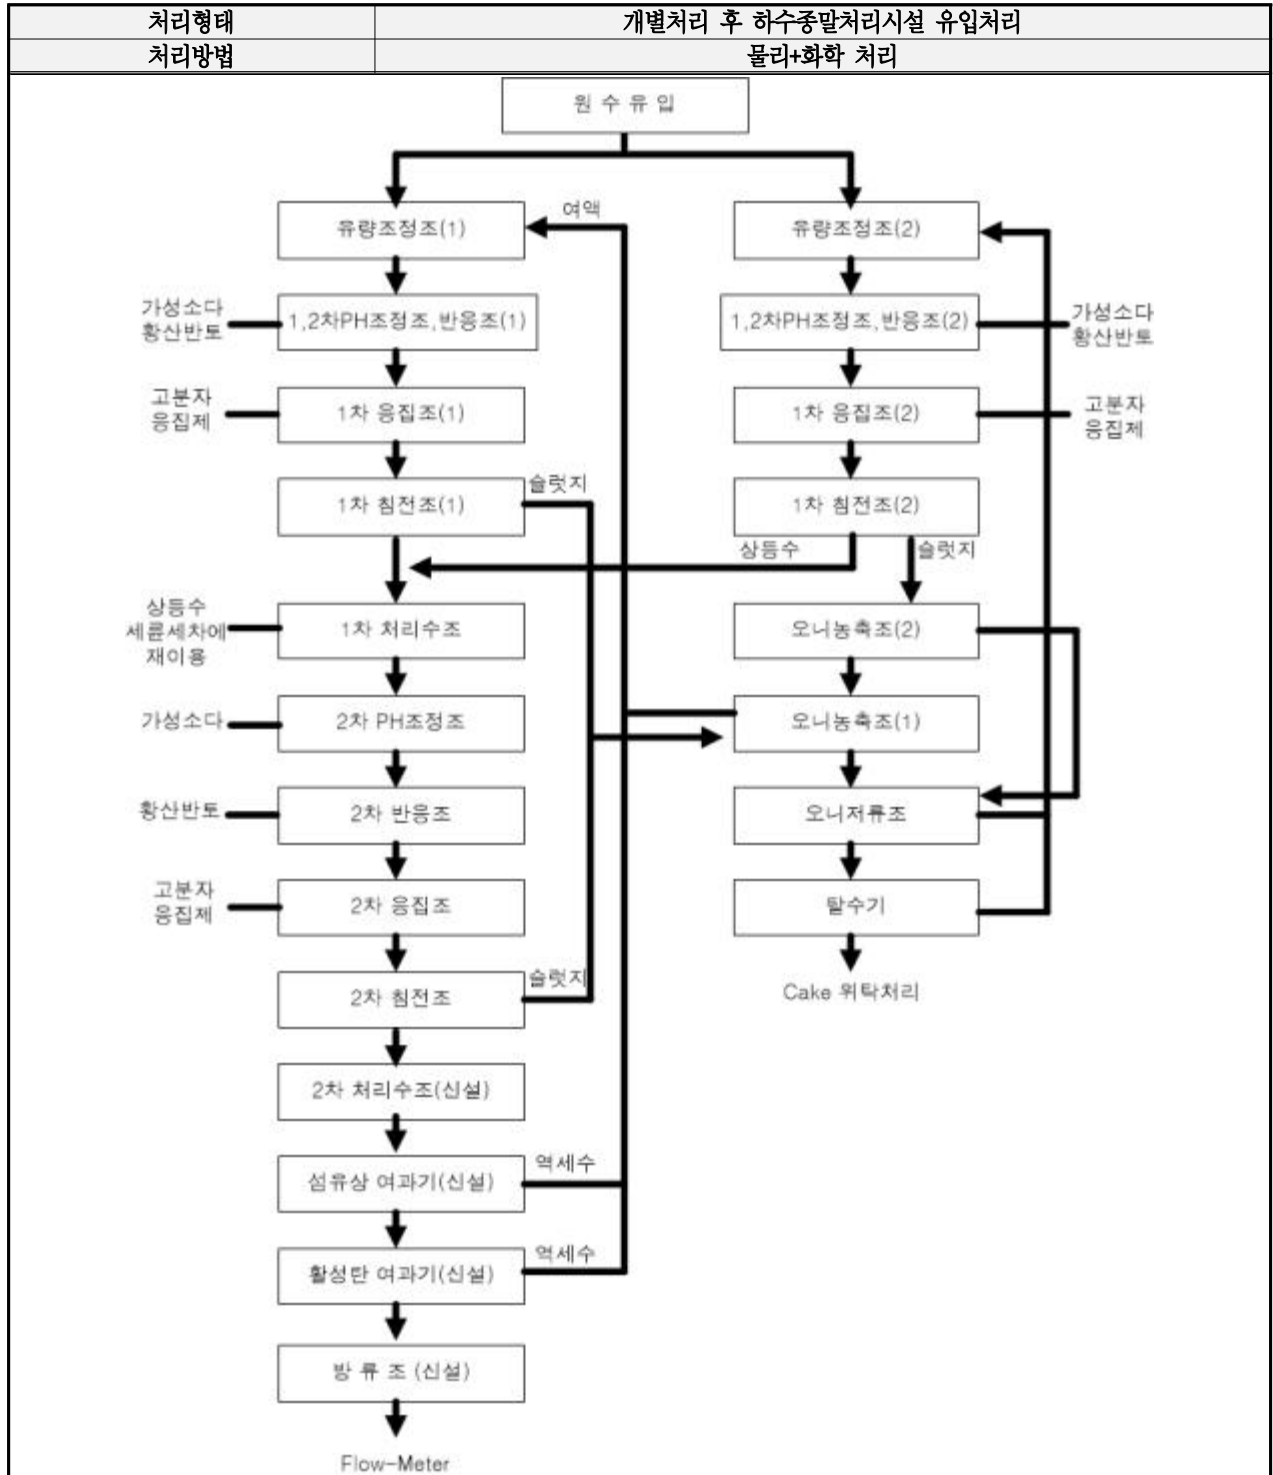 처리형태 개별처리 후 하수종말처리시설 유입처리
처리방법 물리+화학 처리
원 수 유 입
여액
유량조정조(1) 유량조정조(2)
가성소다
황산반토
1,2차PH조정조,반응조(1) 1,2차PH조정조,반응조(2)
가성소다
황산반토
고분자
응집제
1차 응집조(1) 1차 응집조(2)
고분자
응집제
슬럿지
1차 침전조(1) 1차 침전조(2)
상등수 슬럿지
상등수
세륜세차에
재이용
1차 처리수조 오니농축조(2)
가성소다 2차 PH조정조 오니농축조(1)
황산반토 2차 반응조 오니저류조
고분자
응집제
2차 응집조 탈수기
슬럿지
2차 침전조 Cake 위탁처리
2차 처리수조(신설)
역세수
섬유상 여과기(신설)
역세수
활성탄 여과기(신설)
방 류 조 (신설)
Flow-Meter